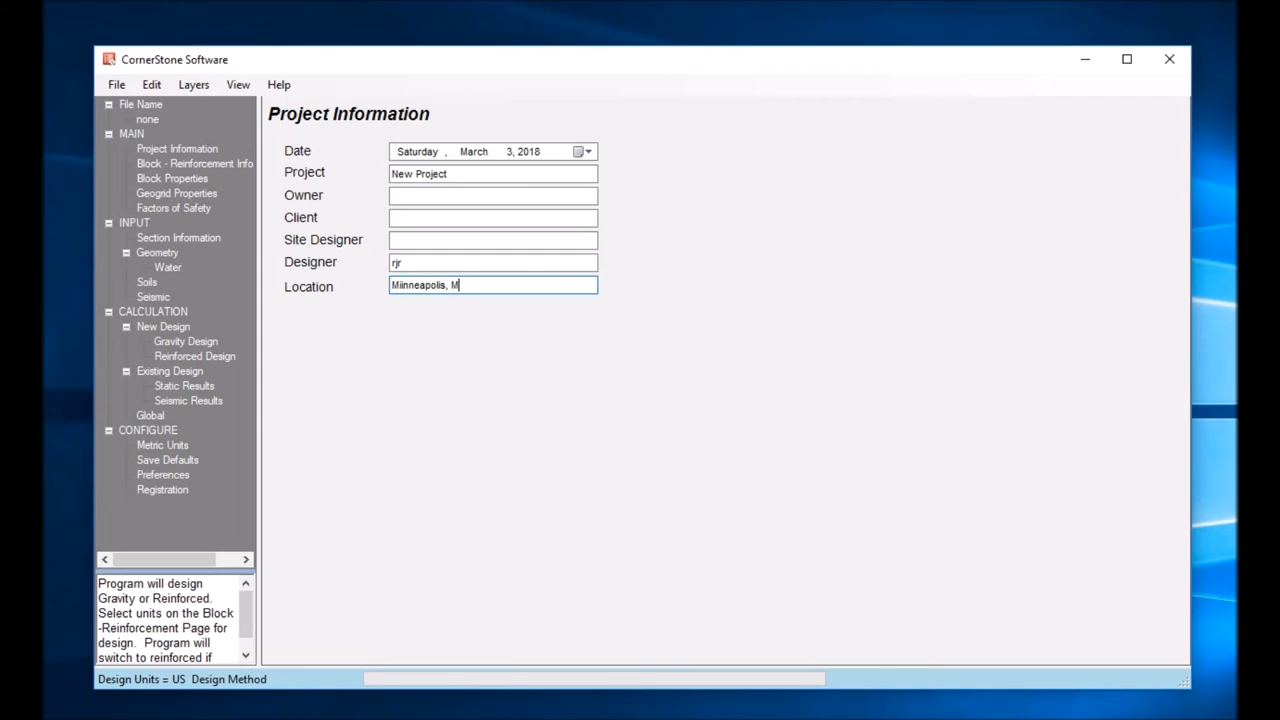 CornerStone Software
File Edit Layers View Help
File Name
none
MAIN
Project Information
Block - Reinforcement Info
Block Properties
Geogrid Properties
Factors of Safety
INPUT
Section Information
Geometry
Water
Soils
Seismic
CALCULATION
New Design
Gravity Design
Reinforced Design
Existing Design
Static Results
Seismic Results
Global
CONFIGURE
Metric Units
Save Defaults
Preferences
Registration
Program will design
Gravity or Reinforced.
Select units on the Block
-Reinforcement Page for
design. Program will
switch to reinforced if
Project Information
Date Saturday , March 3, 2018
Project New Project
Owner
Client
Site Designer
Designer rjr
Location Miinneapolis, M
Design Units = US Design Method